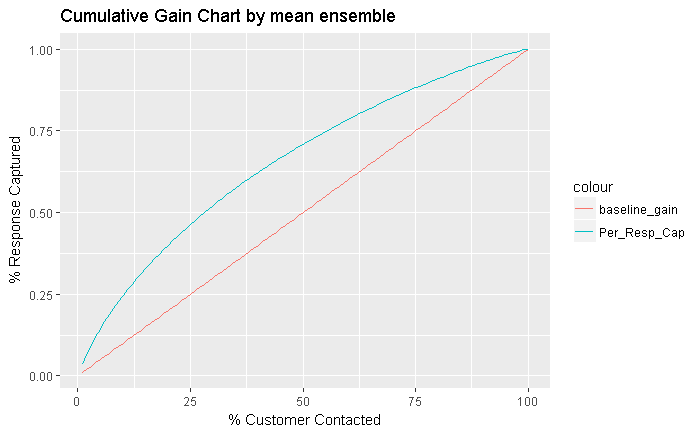 Cumulative Gain Chart by mean ensemble
1.00
0.75
0.50
0.25
0.00
% Response Captured
0 25 50 75 100
% Customer Contacted
colour
baseline_gain
Per_Resp_Cap